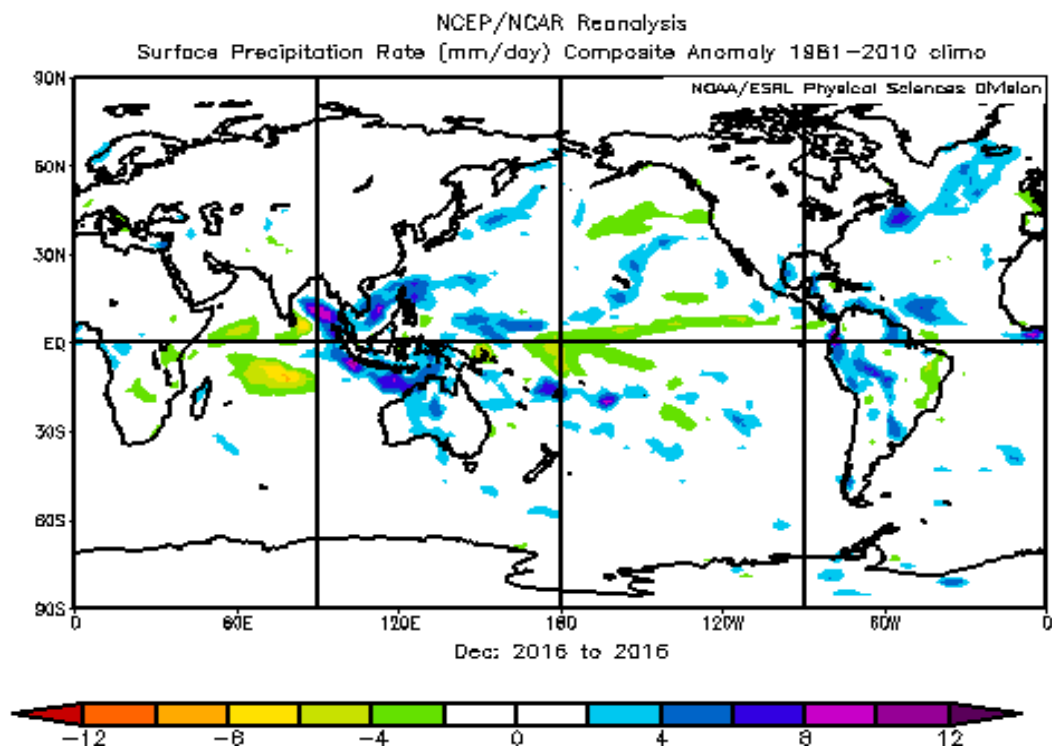 NCEP/NCAR Reanalysis
Surface Precipitation Rate (mm/day) Composite Anomaly 1981-2010 climo
NOAA/ESRL Physical Sciences Division
90N
60N
30N
EQ
30S
60S
90S
0 60E 120E 180 120W 60W 0
Dec: 2016 to 2016
-12 -8 -4 0 4 8 12